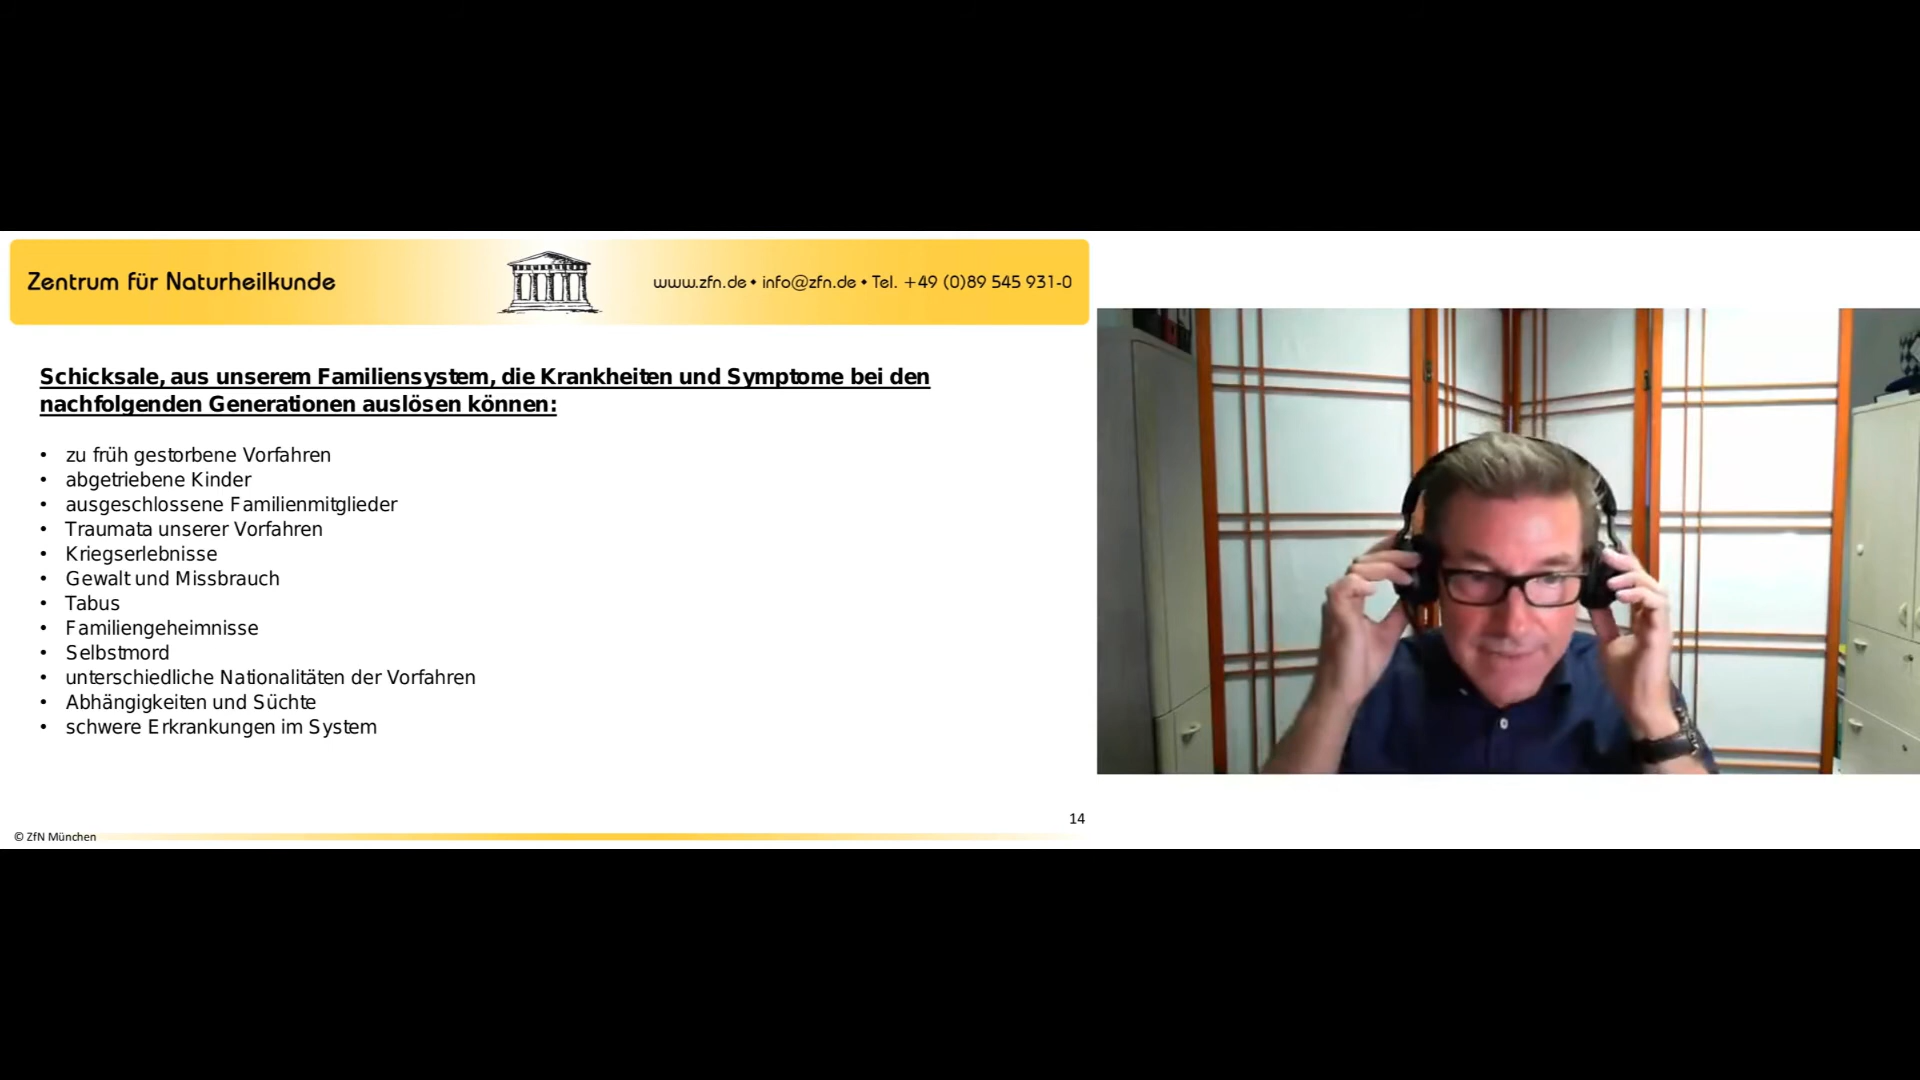 Zentrum für Naturheilkunde
www.zfn.de • info@zfn.de • Tel. +49 (0)89 545 931-0
Schicksale, aus unserem Familiensystem, die Krankheiten und Symptome bei den
nachfolgenden Generationen auslösen können:
• zu früh gestorbene Vorfahren
• abgetriebene Kinder
• ausgeschlossene Familienmitglieder
• Traumata unserer Vorfahren
• Kriegserlebnisse
• Gewalt und Missbrauch
• Tabus
• Familiengeheimnisse
• Selbstmord
• unterschiedliche Nationalitäten der Vorfahren
• Abhängigkeiten und Süchte
• schwere Erkrankungen im System
14
© ZfN München